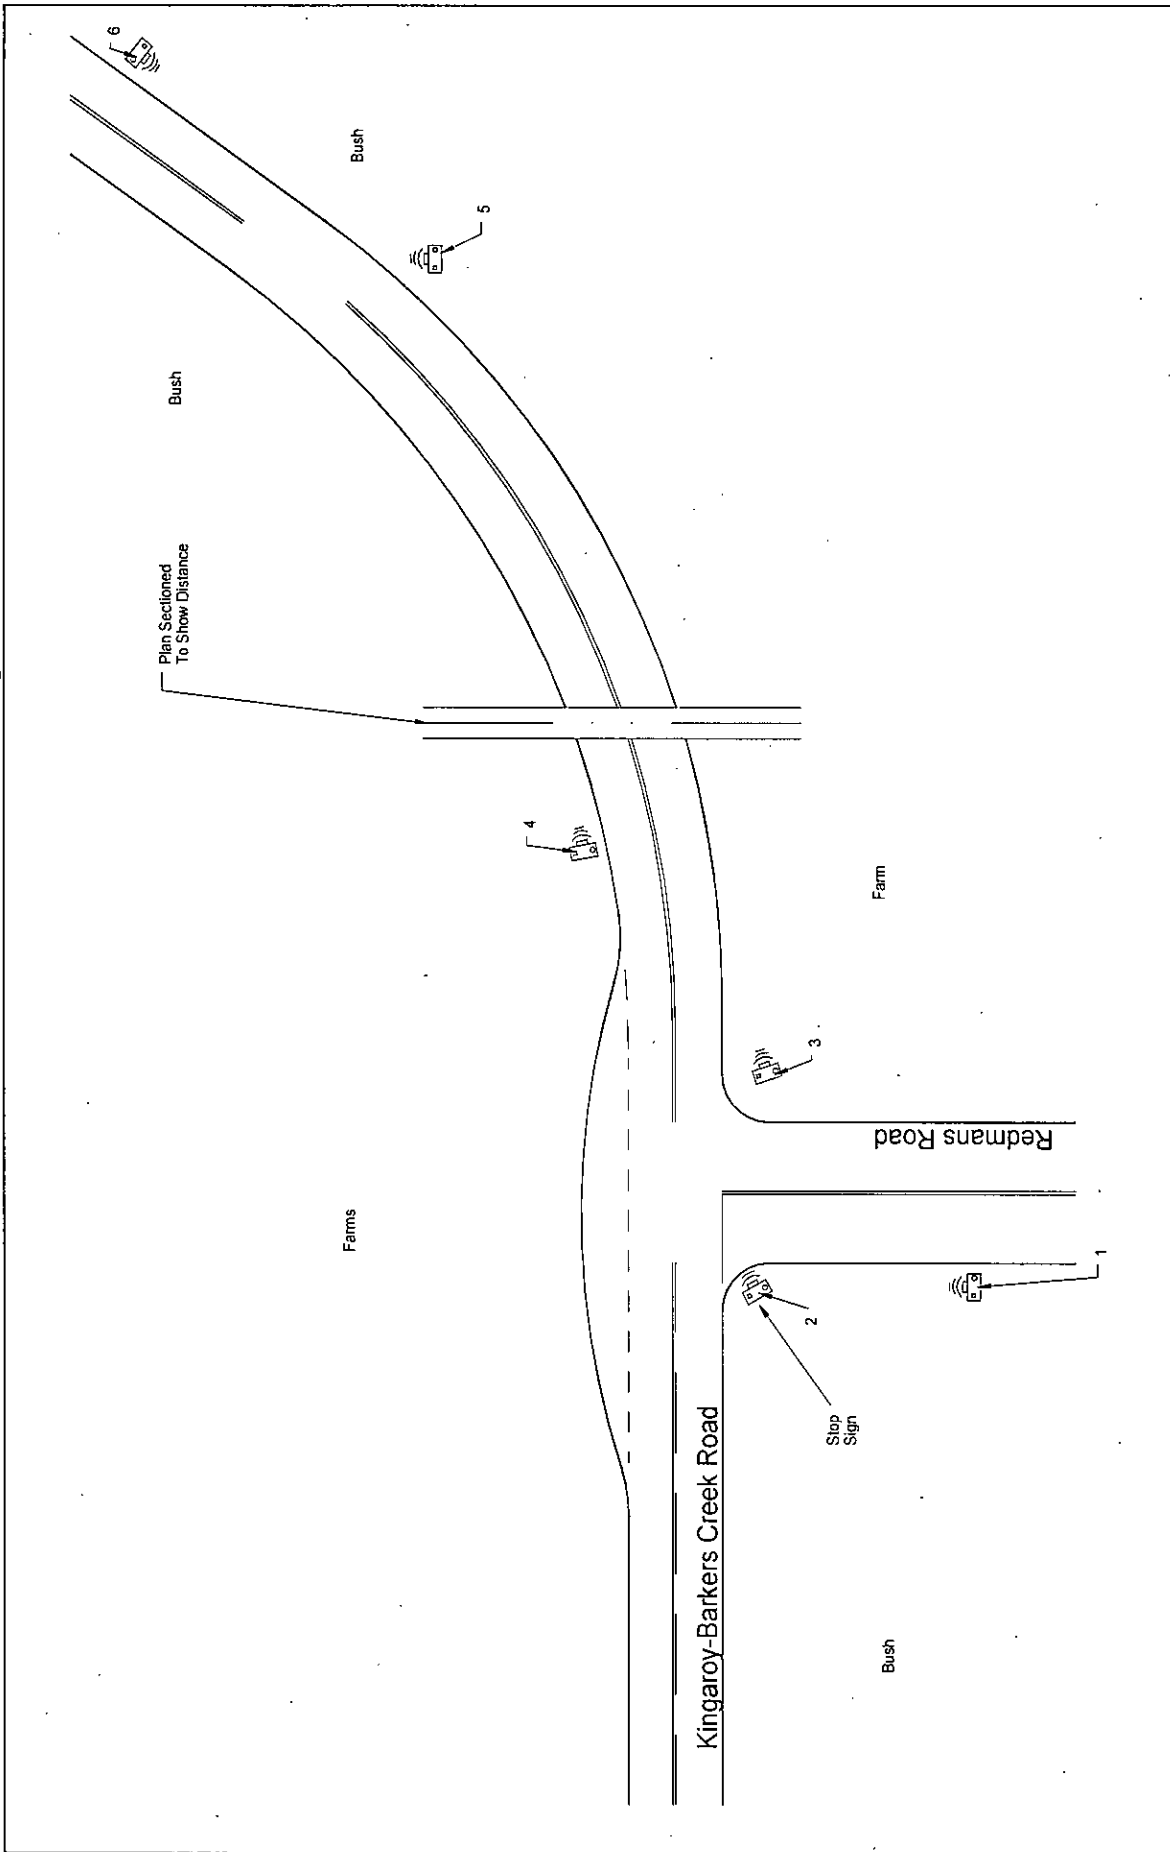 6
Bush
5
Bush
Plan Sectioned
To Show Distance
4
Farm
3
Redmans Road
Farms
1
2
Stop
Sign
Kingaroy-Barkers Creek Road
Bush